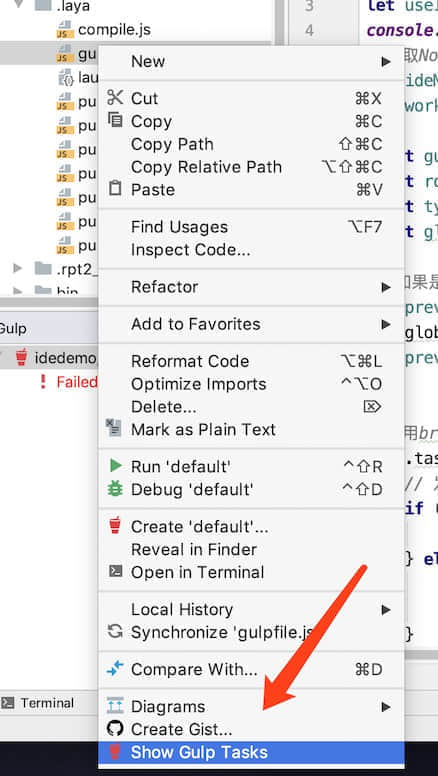 .laya
compile.js
gu
lau
pu
pu
pu
pu
pu
pu
pu
.rpt2_
bin
3
4
let useI
console.
取No
ideM
work
t gu
t ro
t ty
t gl
如果是
prev
glob
prev
用br
.tas
//
if (
} el
}
New
Cut ⌘X
Copy ⌘C
Copy Path ⇧⌘C
Copy Relative Path ⌥⇧⌘C
Paste ⌘V
Find Usages ⌥F7
Inspect Code...
Refactor
Add to Favorites
Reformat Code ⌥⌘L
Optimize Imports ^⌥O
Delete... ⌦
Mark as Plain Text
Run 'default' ^⇧R
Debug 'default' ^⇧D
Create 'default'...
Reveal in Finder
Open in Terminal
Local History
Synchronize 'gulpfile.js
Compare With... ⌘D
Diagrams
Create Gist...
Show Gulp Tasks
Gulp
idedemo
Failed
Terminal